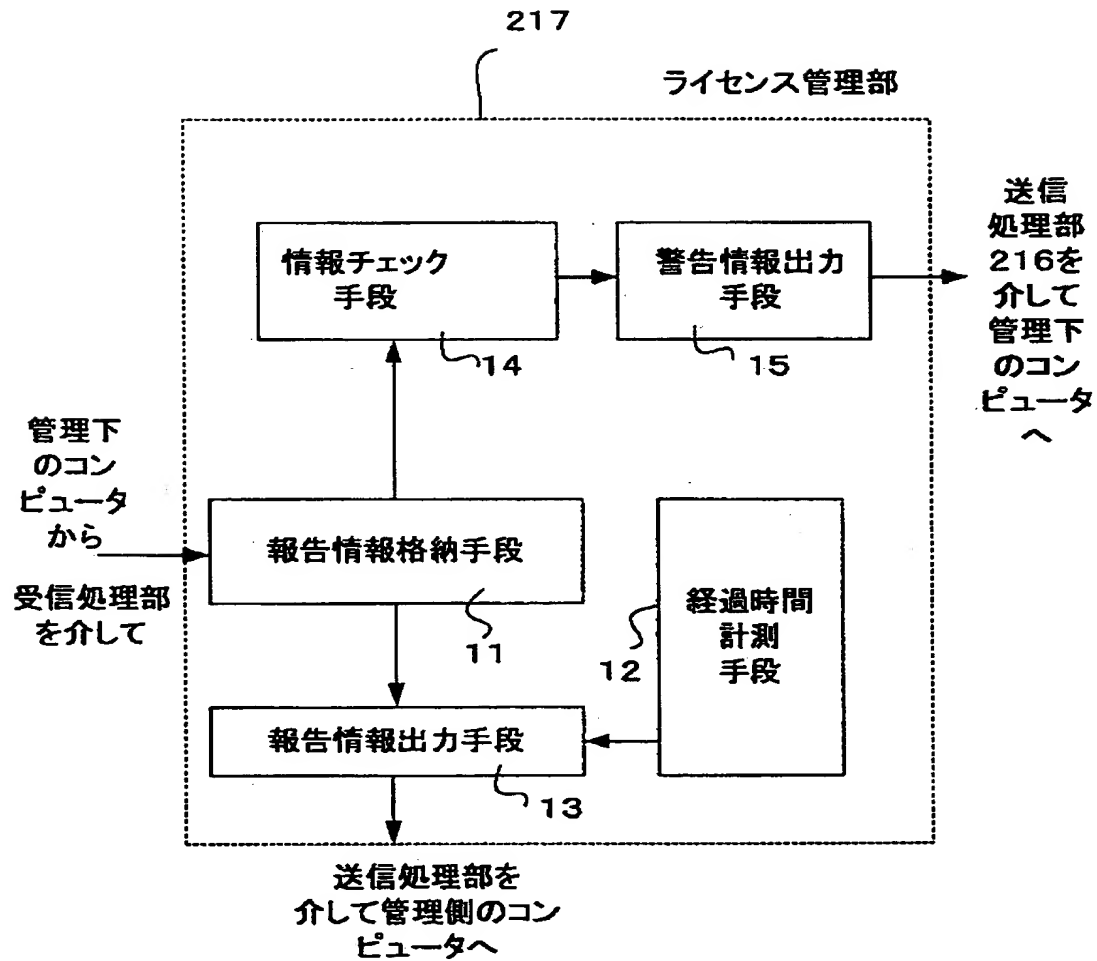 217
ライセンス管理部
情報チェック
手段
14
警告情報出力
手段
15
送信
処理部
216を
介して
管理下
のコン
ピュータ
へ
管理下
のコン
ピュータ
から
受信処理部
を介して
報告情報格納手段
11
経過時間
計測
手段
12
報告情報出力手段
13
送信処理部を
介して管理側のコン
ピュータへ